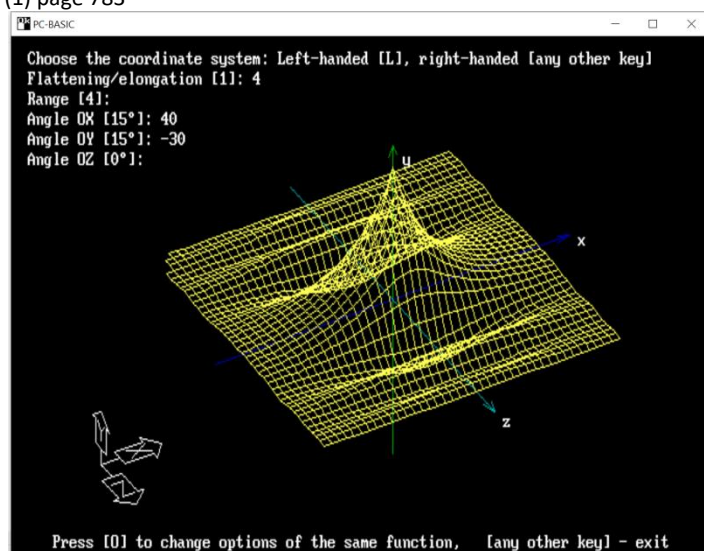 (1) page 785
PC-BASIC
Choose the coordinate system: Left-handed [L], right-handed [any other key]
Flattening/elongation [1]: 4
Range [4]:
Angle OX [15°]: 40
Angle OY [15°]: -30
Angle OZ [0°]:
y
x
z
Y
X
Z
Press [O] to change options of the same function, [any other key] - exit